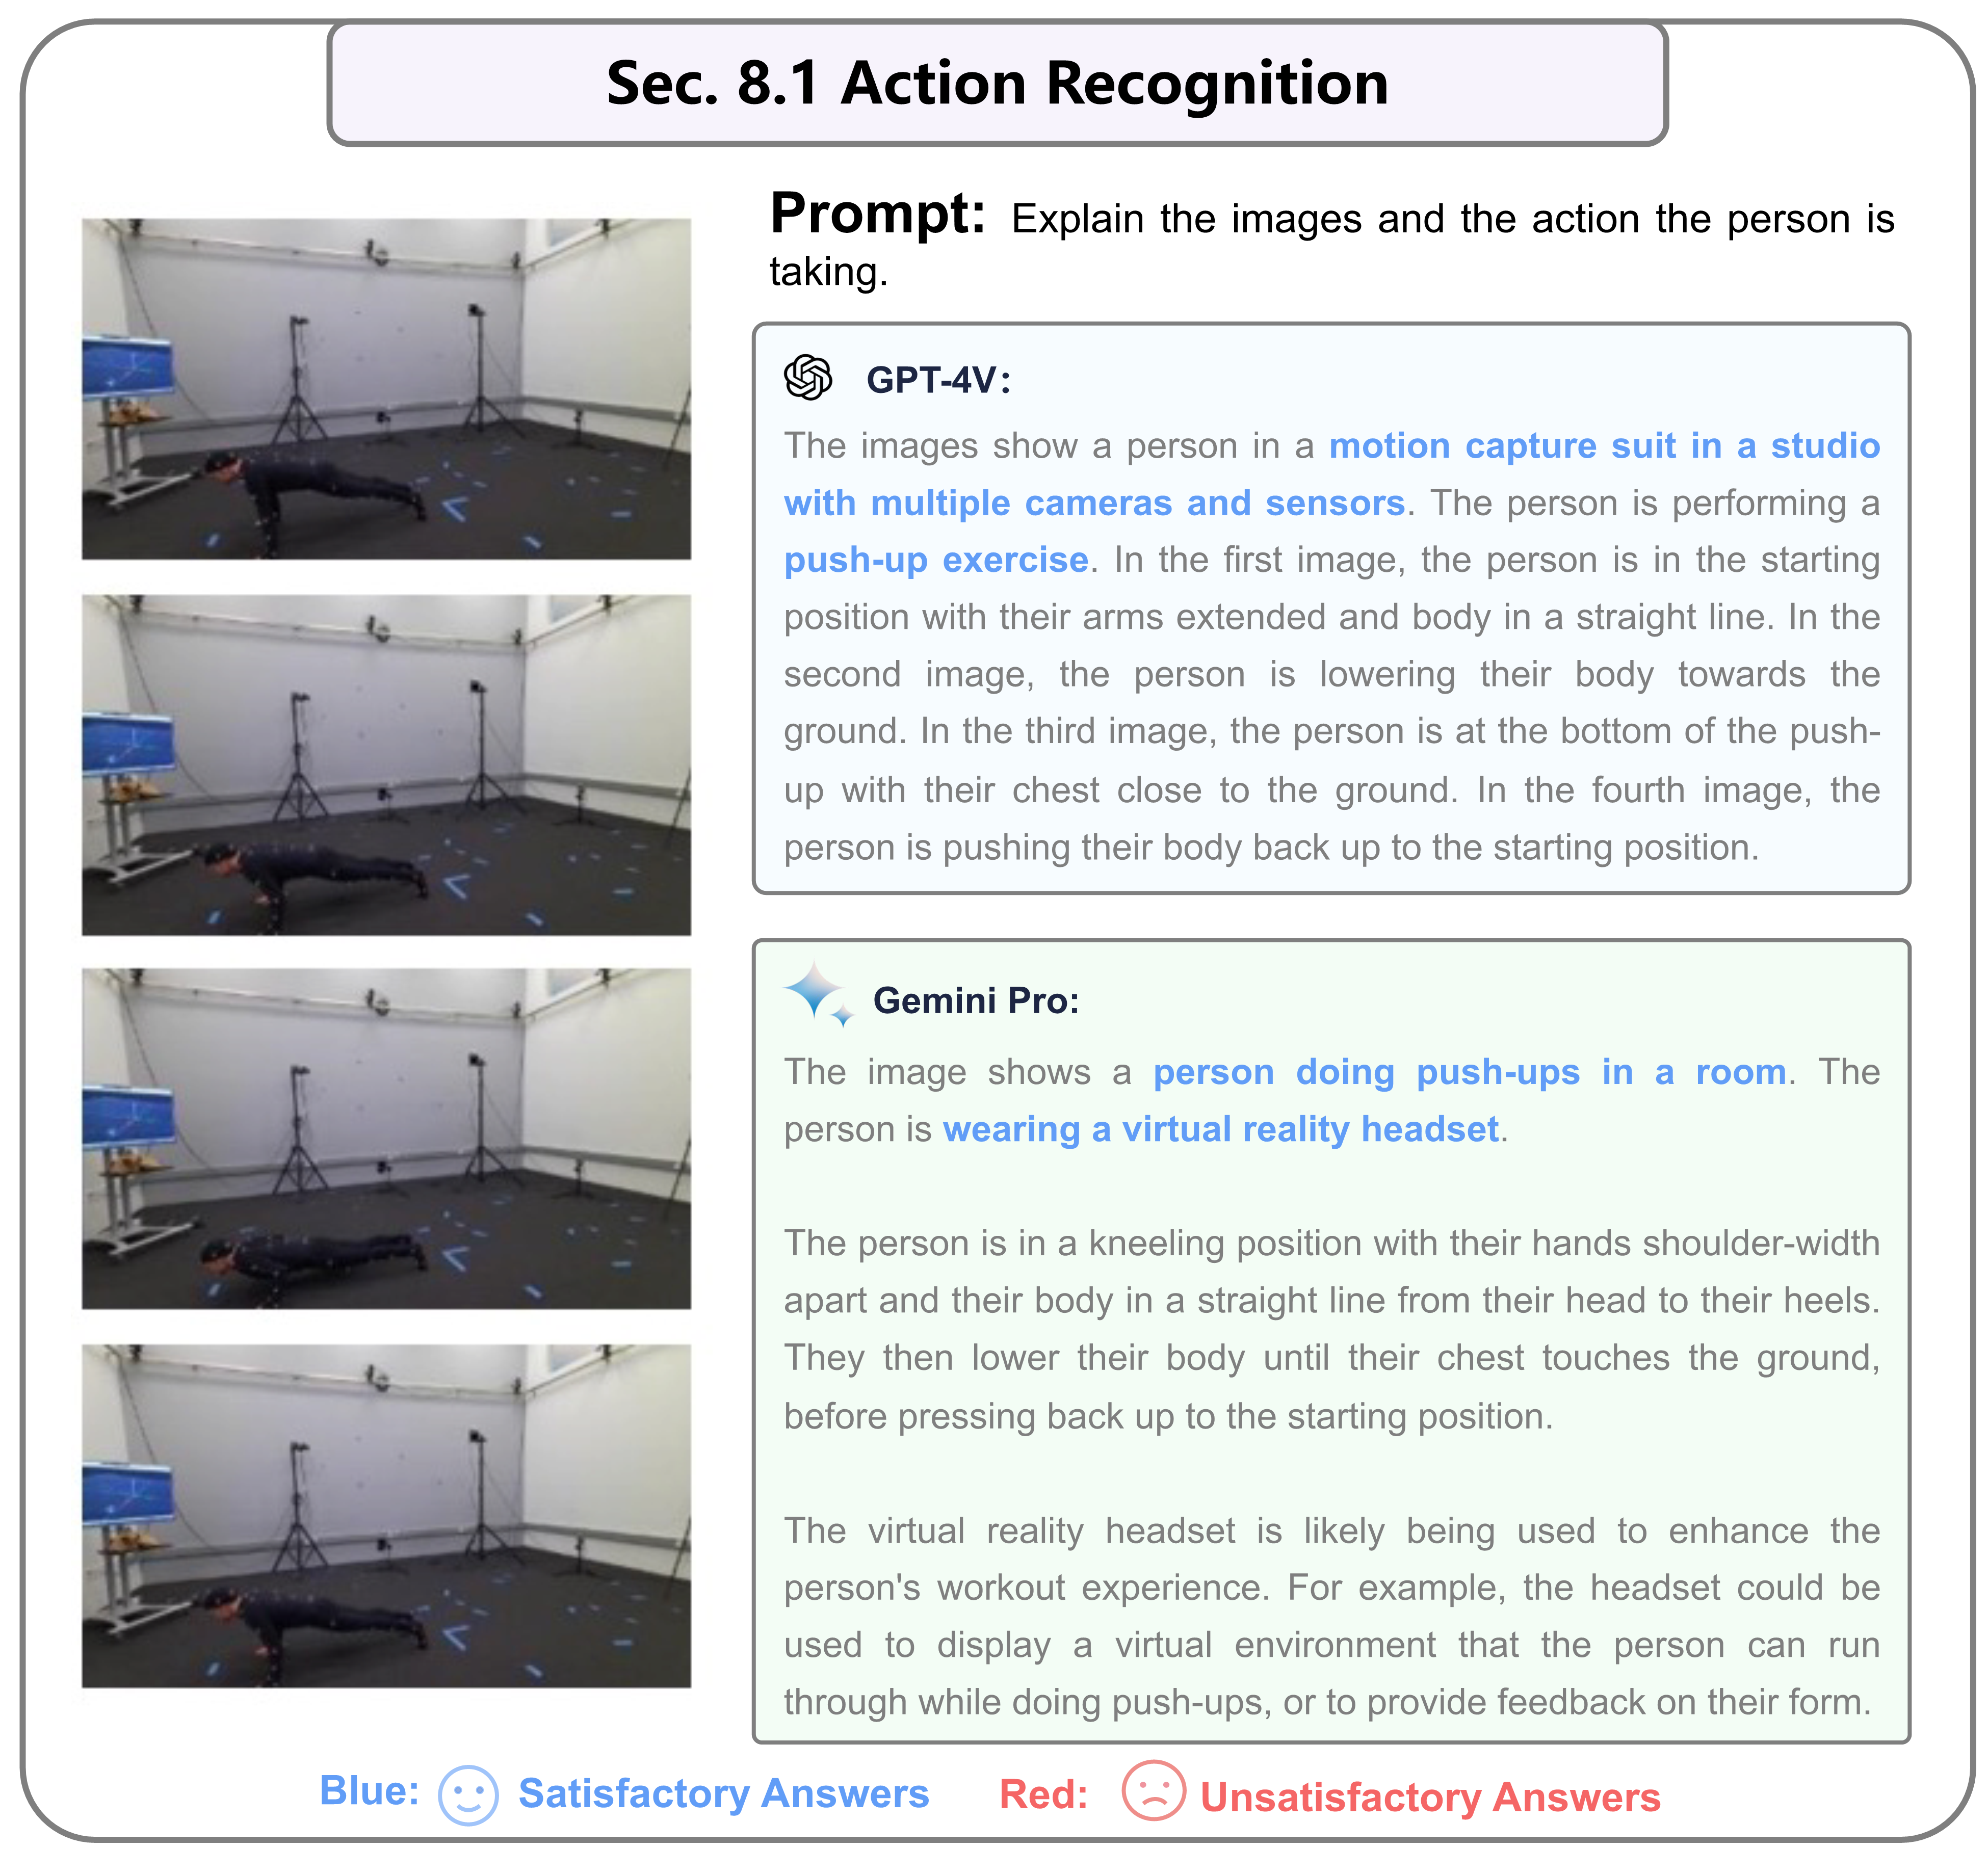 Sec. 8.1 Action Recognition
Prompt: Explain the images and the action the person is
taking.
GPT-4V:
The images show a person in a motion capture suit in a studio
with multiple cameras and sensors. The person is performing a
push-up exercise. In the first image, the person is in the starting
position with their arms extended and body in a straight line. In the
second image, the person is lowering their body towards the
ground. In the third image, the person is at the bottom of the push-
up with their chest close to the ground. In the fourth image, the
person is pushing their body back up to the starting position.
Gemini Pro:
The image shows a person doing push-ups in a room. The
person is wearing a virtual reality headset.
The person is in a kneeling position with their hands shoulder-width
apart and their body in a straight line from their head to their heels.
They then lower their body until their chest touches the ground,
before pressing back up to the starting position.
The virtual reality headset is likely being used to enhance the
person's workout experience. For example, the headset could be
used to display a virtual environment that the person can run
through while doing push-ups, or to provide feedback on their form.
Blue: Satisfactory Answers Red: Unsatisfactory Answers